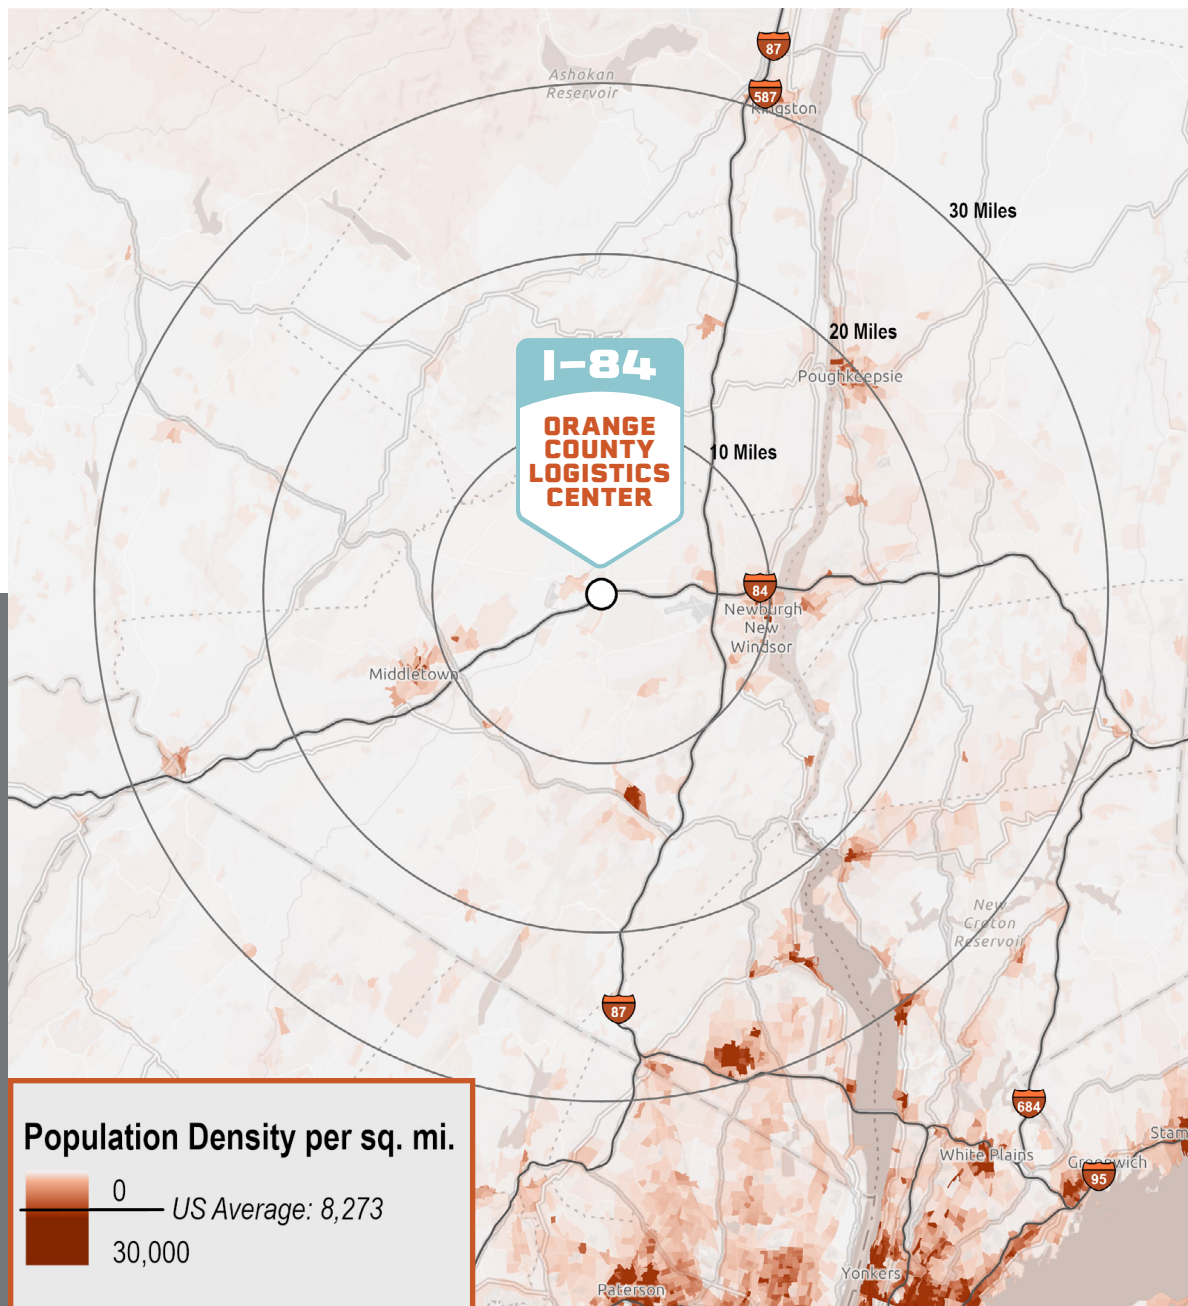 87
587
Ashokan
Reservoir
Kingston
30 Miles
20 Miles
Poughkeepsie
I-84
ORANGE
COUNTY
LOGISTICS
CENTER
10 Miles
84
Newburgh
New
Windsor
Middletown
New
Croton
Reservoir
87
684
White Plains
Stam
Greenwich
95
Yonkers
Paterson
Population Density per sq. mi.
0
US Average: 8,273
30,000